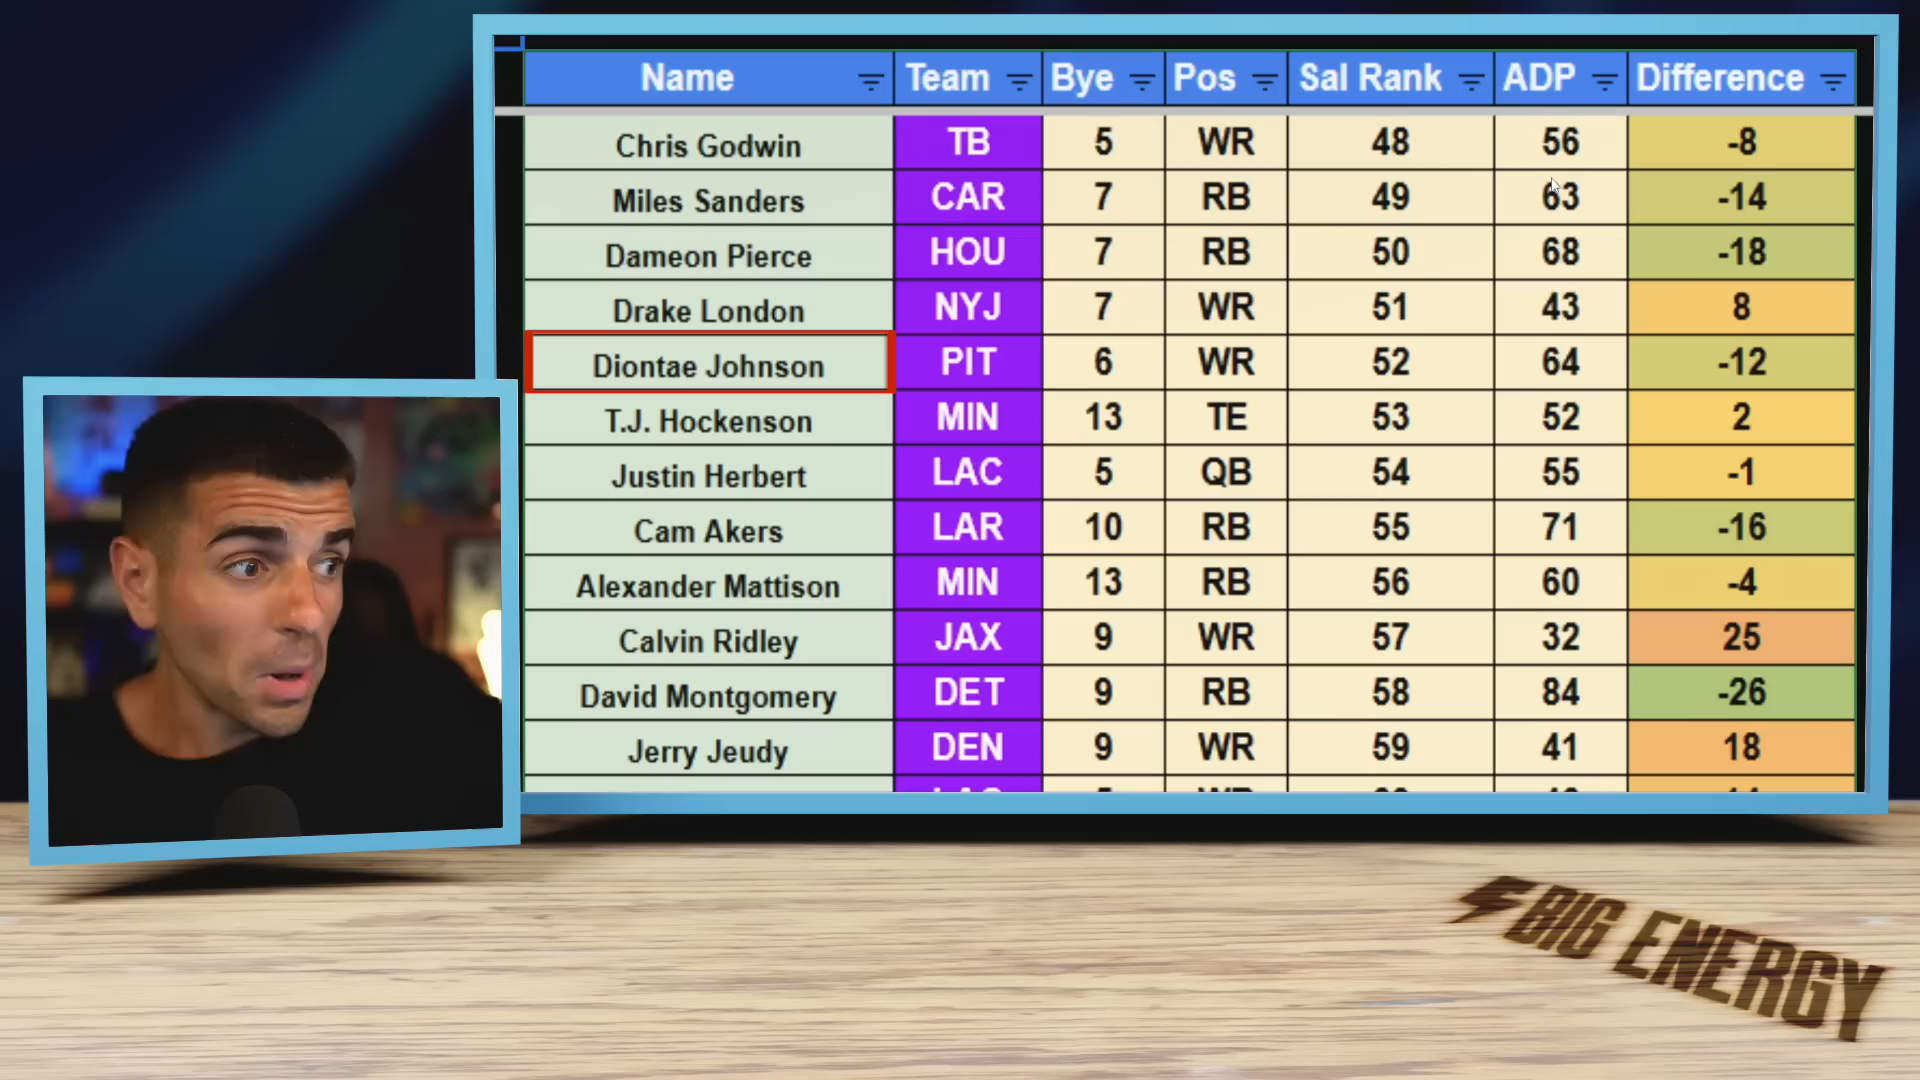 Name Team Bye Pos Sal Rank ADP Difference
Chris Godwin TB 5 WR 48 56 -8
Miles Sanders CAR 7 RB 49 63 -14
Dameon Pierce HOU 7 RB 50 68 -18
Drake London NYJ 7 WR 51 43 8
Diontae Johnson PIT 6 WR 52 64 -12
T.J. Hockenson MIN 13 TE 53 52 2
Justin Herbert LAC 5 QB 54 55 -1
Cam Akers LAR 10 RB 55 71 -16
Alexander Mattison MIN 13 RB 56 60 -4
Calvin Ridley JAX 9 WR 57 32 25
David Montgomery DET 9 RB 58 84 -26
Jerry Jeudy DEN 9 WR 59 41 18
BIG ENERGY